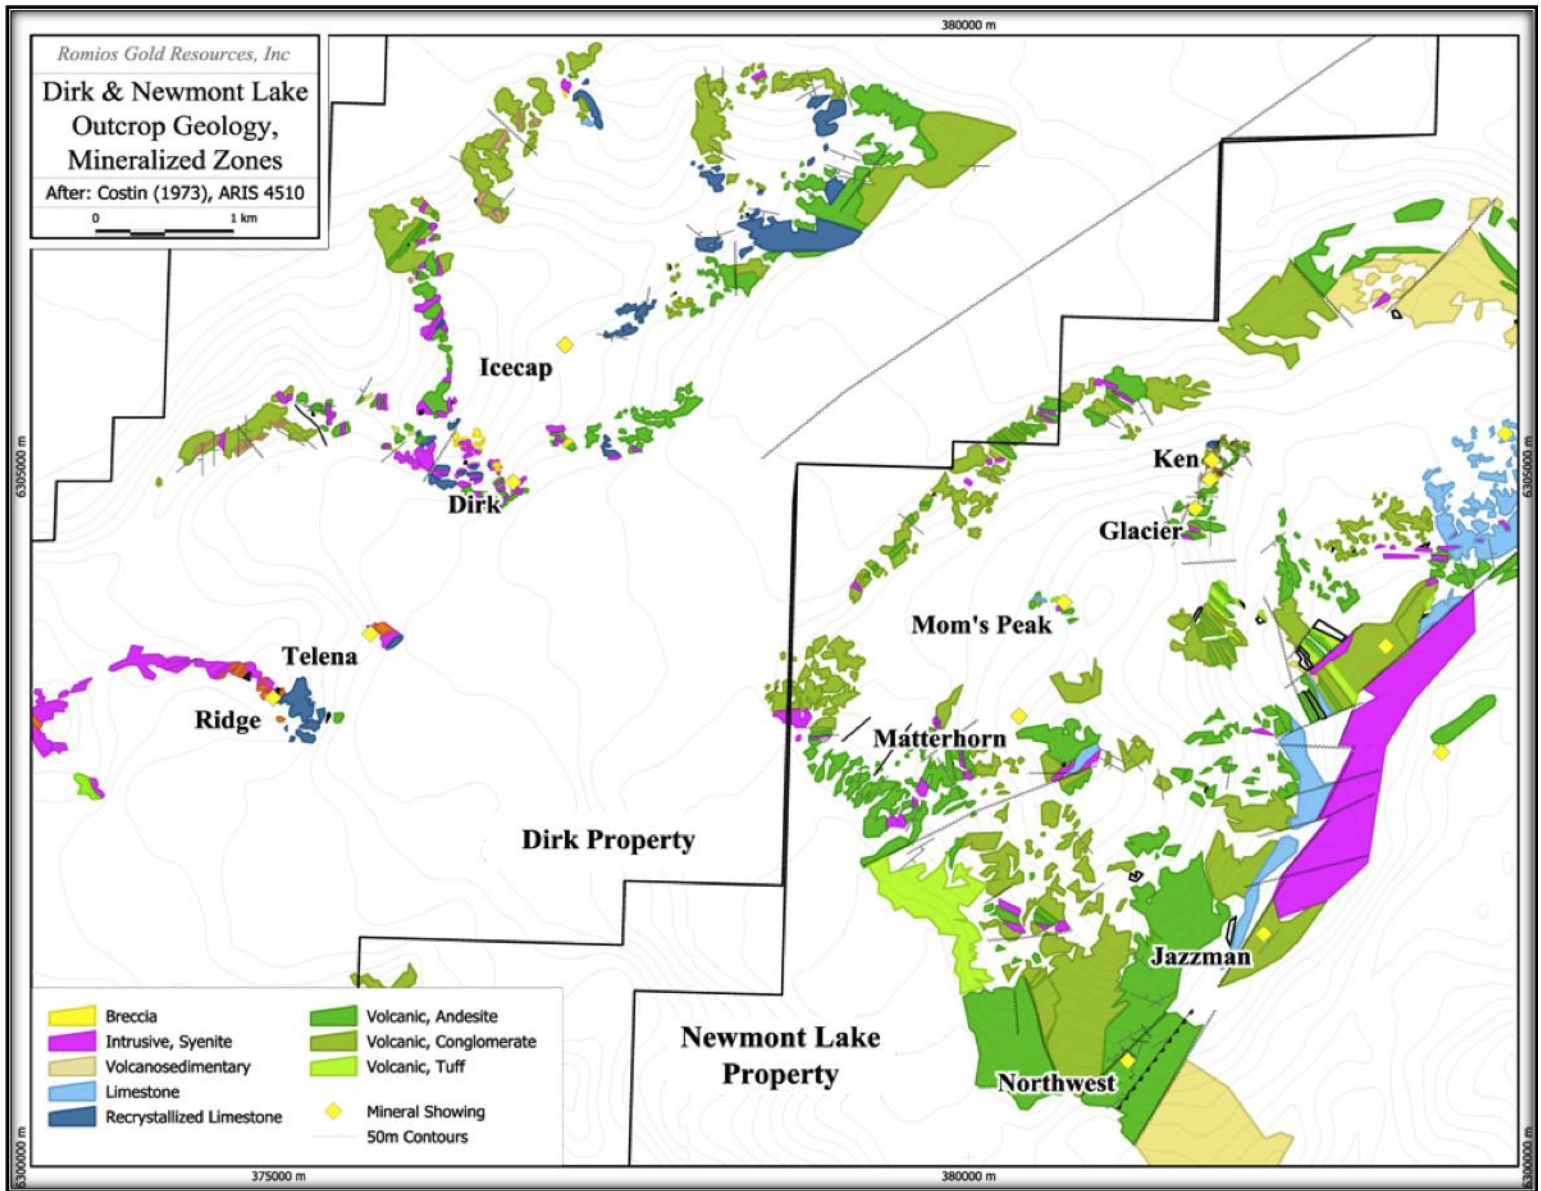 380000 m
Romios Gold Resources, Inc
Dirk & Newmont Lake
Outcrop Geology,
Mineralized Zones
After: Costin (1973), ARIS 4510
0 1 km
Icecap
Dirk
Ken
Glacier
Mom's Peak
Telena
Ridge
Matterhorn
Dirk Property
Jazzman
Newmont Lake
Property
Northwest
Breccia
Intrusive, Syenite
Volcanosedimentary
Limestone
Recrystallized Limestone
Volcanic, Andesite
Volcanic, Conglomerate
Volcanic, Tuff
Mineral Showing
50m Contours
6305000 m
6305000 m
6300000 m
6300000 m
375000 m
380000 m